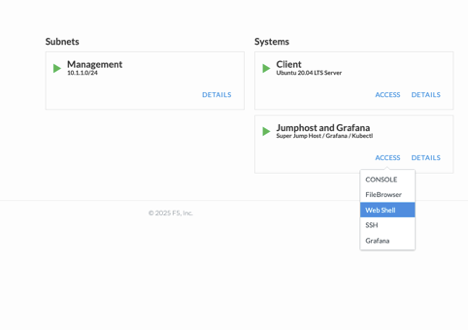 Subnets
Management
10.1.1.0/24
DETAILS
Systems
Client
Ubuntu 20.04 LTS Server
ACCESS DETAILS
Jumphost and Grafana
Super Jump Host / Grafana / Kubectl
ACCESS DETAILS
CONSOLE
FileBrowser
Web Shell
SSH
Grafana
© 2025 F5, Inc.